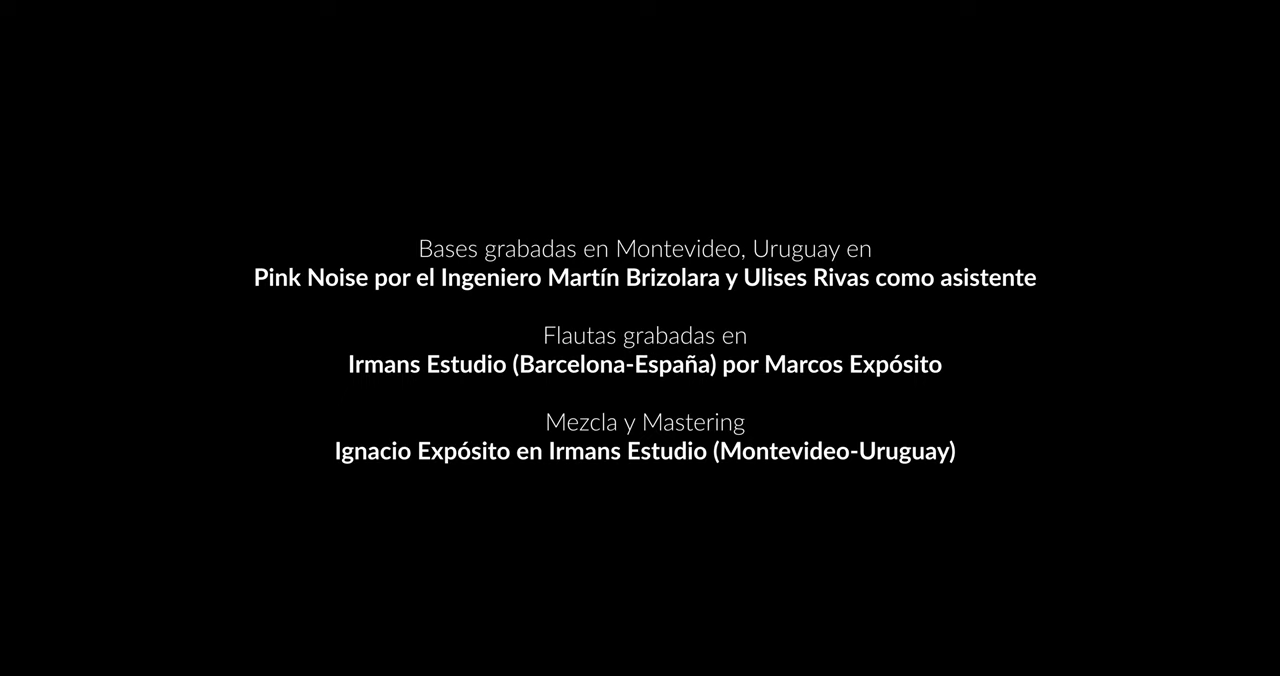 Bases grabadas en Montevideo, Uruguay en
Pink Noise por el Ingeniero Martín Brizolara y Ulises Rivas como asistente
Flautas grabadas en
Irmans Estudio (Barcelona-España) por Marcos Expósito
Mezcla y Mastering
Ignacio Expósito en Irmans Estudio (Montevideo-Uruguay)